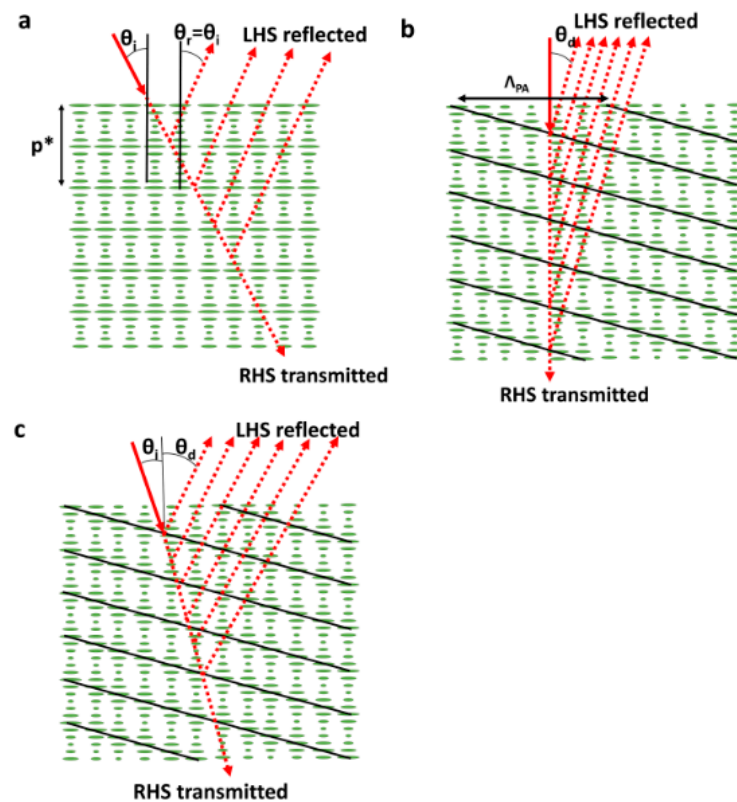 a
θi
θr=θi
LHS reflected
p*
RHS transmitted
b
LHS reflected
θd
ΛPA
RHS transmitted
c
LHS reflected
θi
θd
RHS transmitted